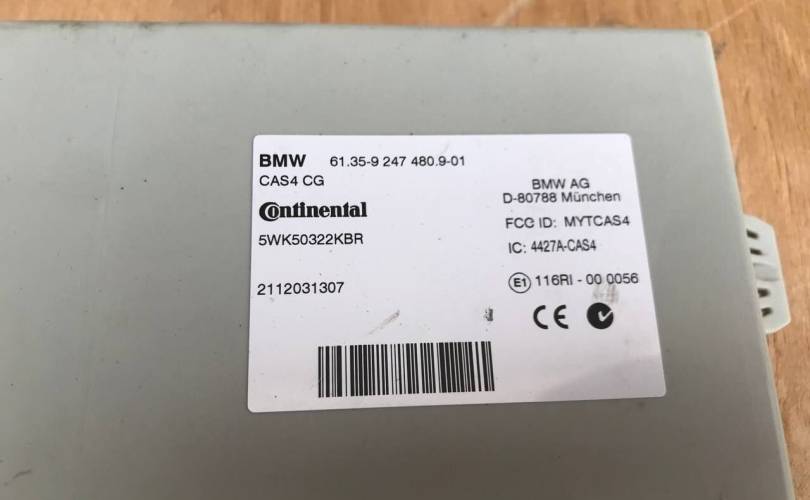 BMW 61.35-9 247 480.9-01
CAS4 CG
Continental
5WK50322KBR
2112031307
BMW AG
D-80788 München
FCC ID: MYTCAS4
IC: 4427A-CAS4
E1 116RI - 00 0056
CE